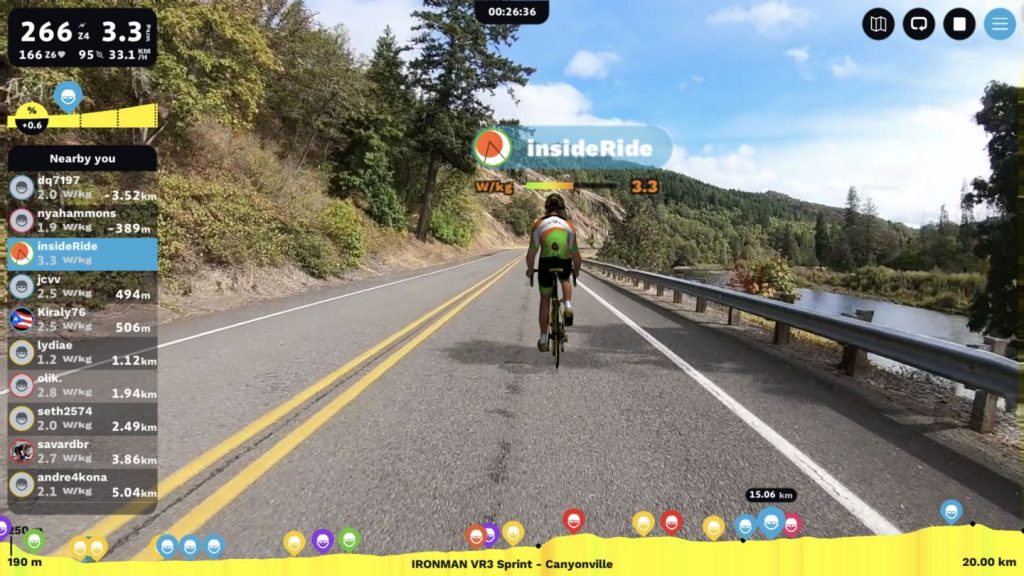 266 Z4 3.3 Pw/W
166 Z6 95 33.1 KM/H
00:26:36
%
+0.6
Nearby you
dq7197
2.0 W/kg -3.52km
nyahammons
1.9 W/kg -389m
insideRide
3.3 W/kg
jcvv
2.5 W/kg 494m
Kiraly76
2.5 W/kg 506m
lydiae
1.2 W/kg 1.12km
olik.
2.8 W/kg 1.94km
seth2574
2.0 W/kg 2.49km
savardbr
2.7 W/kg 3.86km
andre4kona
2.1 W/kg 5.04km
insideRide
W/kg 3.3
15.06 km
250 m
190 m
IRONMAN VR3 Sprint - Canyonville
20.00 km